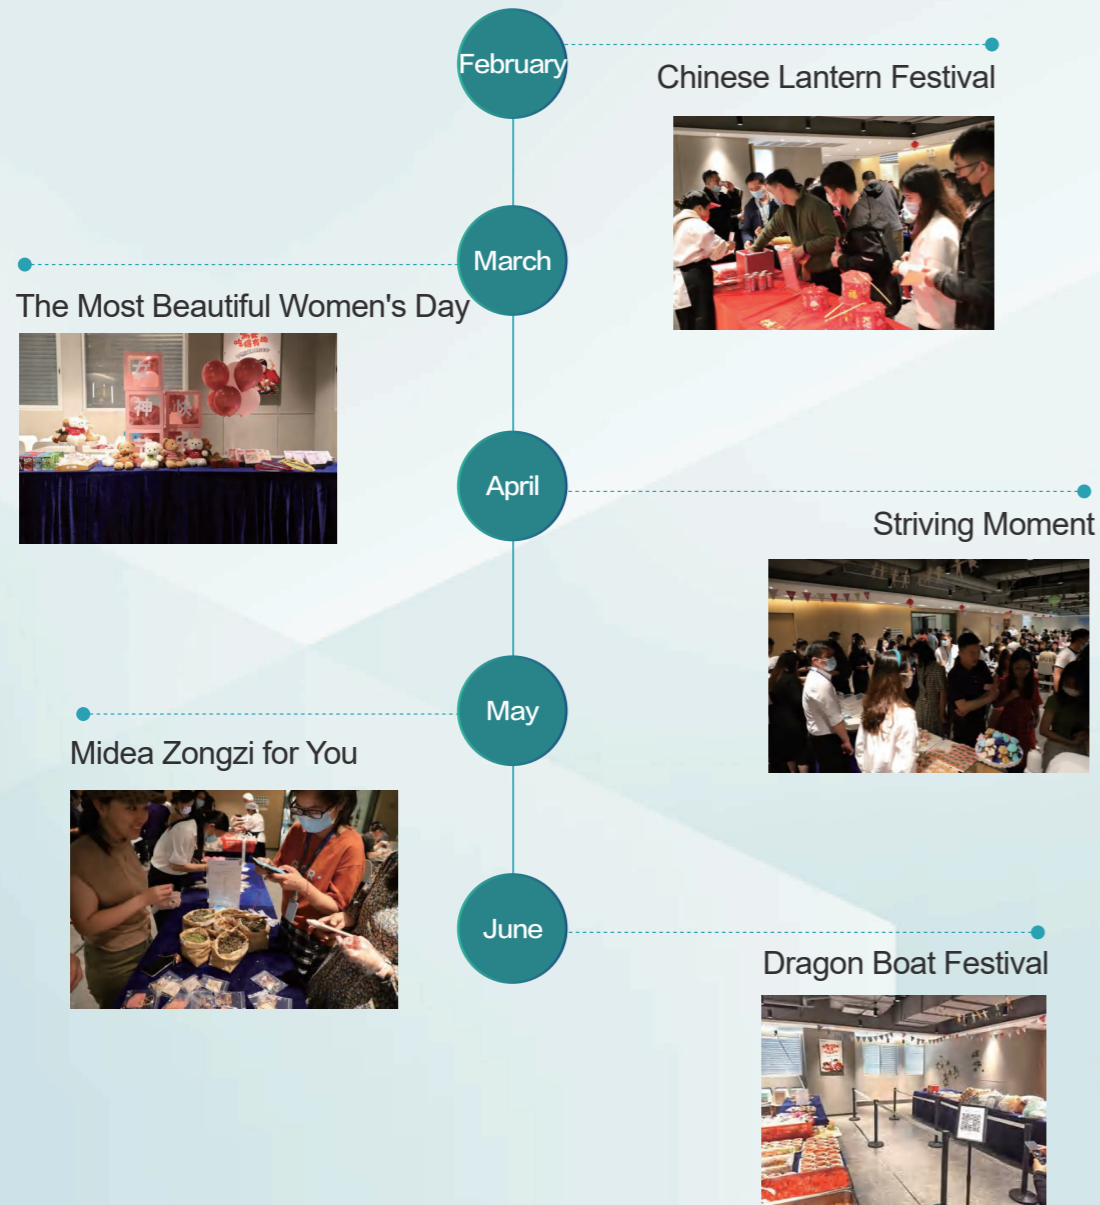 February
Chinese Lantern Festival
March
The Most Beautiful Women's Day
神
April
Striving Moment
May
Midea Zongzi for You
June
Dragon Boat Festival